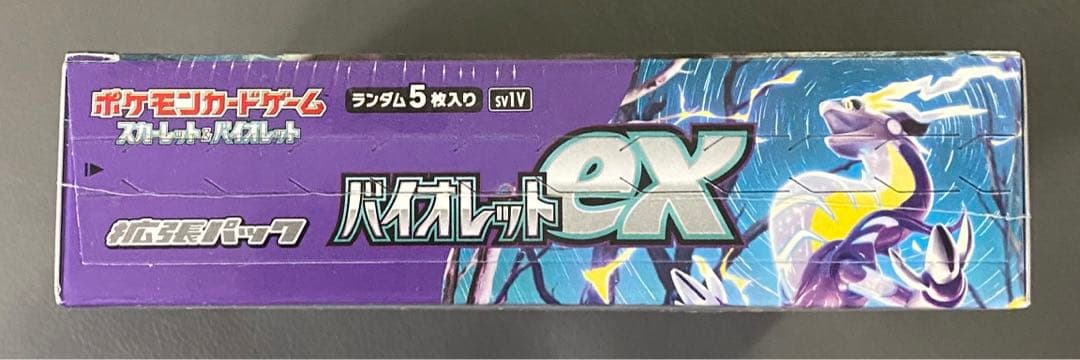 ポケモンカードゲーム
スカーレット&バイオレット
ランダム5枚入り
sv1V
拡張パック
バイオレットex